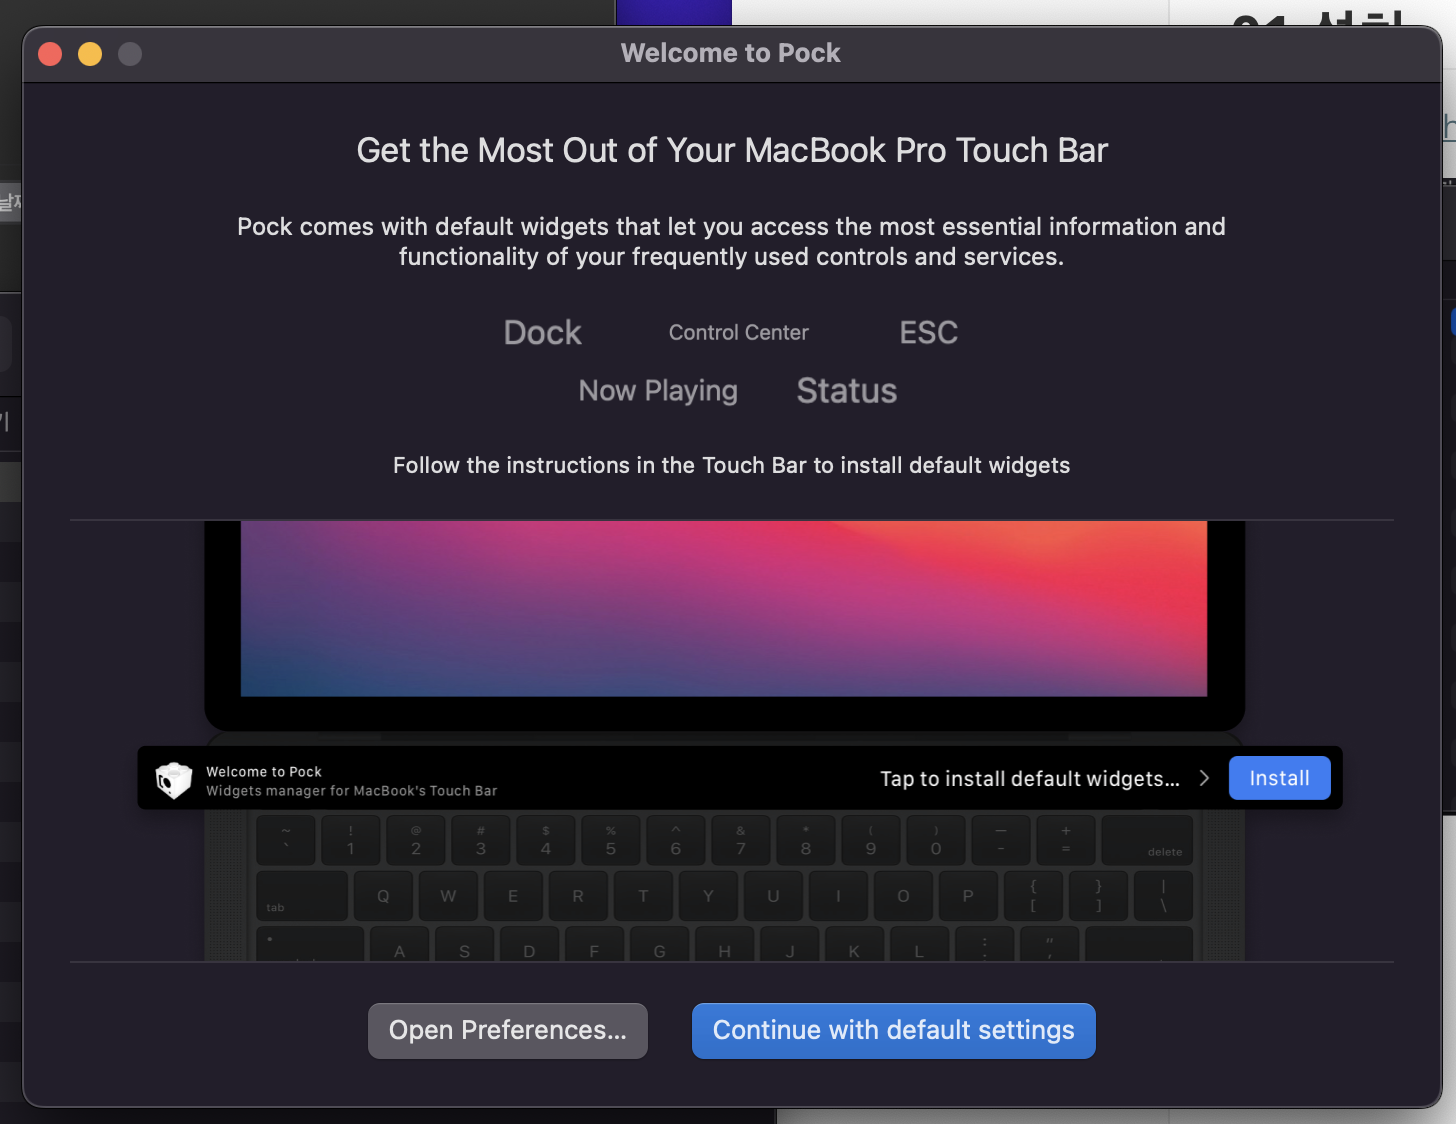 Welcome to Pock
Get the Most Out of Your MacBook Pro Touch Bar
Pock comes with default widgets that let you access the most essential information and
functionality of your frequently used controls and services.
Dock Control Center ESC
Now Playing Status
Follow the instructions in the Touch Bar to install default widgets
Welcome to Pock
Widgets manager for MacBook's Touch Bar
Tap to install default widgets... > Install
~ ! @ # $ % ^ & * ( ) — +
` 1 2 3 4 5 6 7 8 9 0 - = delete
tab Q W E R T Y U I O P { [ } ] | \
A S D F G H J K L : ; " ,
Open Preferences...
Continue with default settings